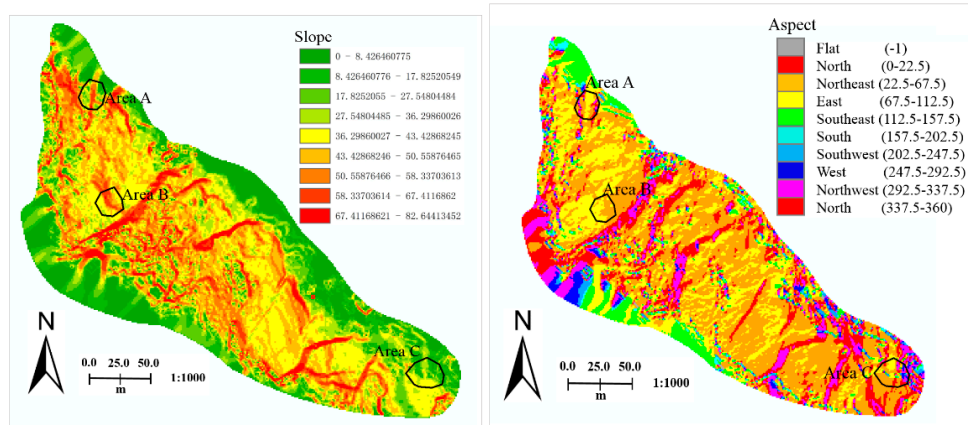 Slope
0 - 8.426460775
8.426460776 - 17.82520549
17.8252055 - 27.54804484
27.54804485 - 36.29860026
36.29860027 - 43.42868245
43.42868246 - 50.55876465
50.55876466 - 58.33703613
58.33703614 - 67.4116862
67.41168621 - 82.64413452
Area A
Area B
Area C
N
0.0 25.0 50.0
m
1:1000
Aspect
Flat (-1)
North (0-22.5)
Northeast (22.5-67.5)
East (67.5-112.5)
Southeast (112.5-157.5)
South (157.5-202.5)
Southwest (202.5-247.5)
West (247.5-292.5)
Northwest (292.5-337.5)
North (337.5-360)
Area A
Area B
Area C
N
0.0 25.0 50.0
m
1:1000